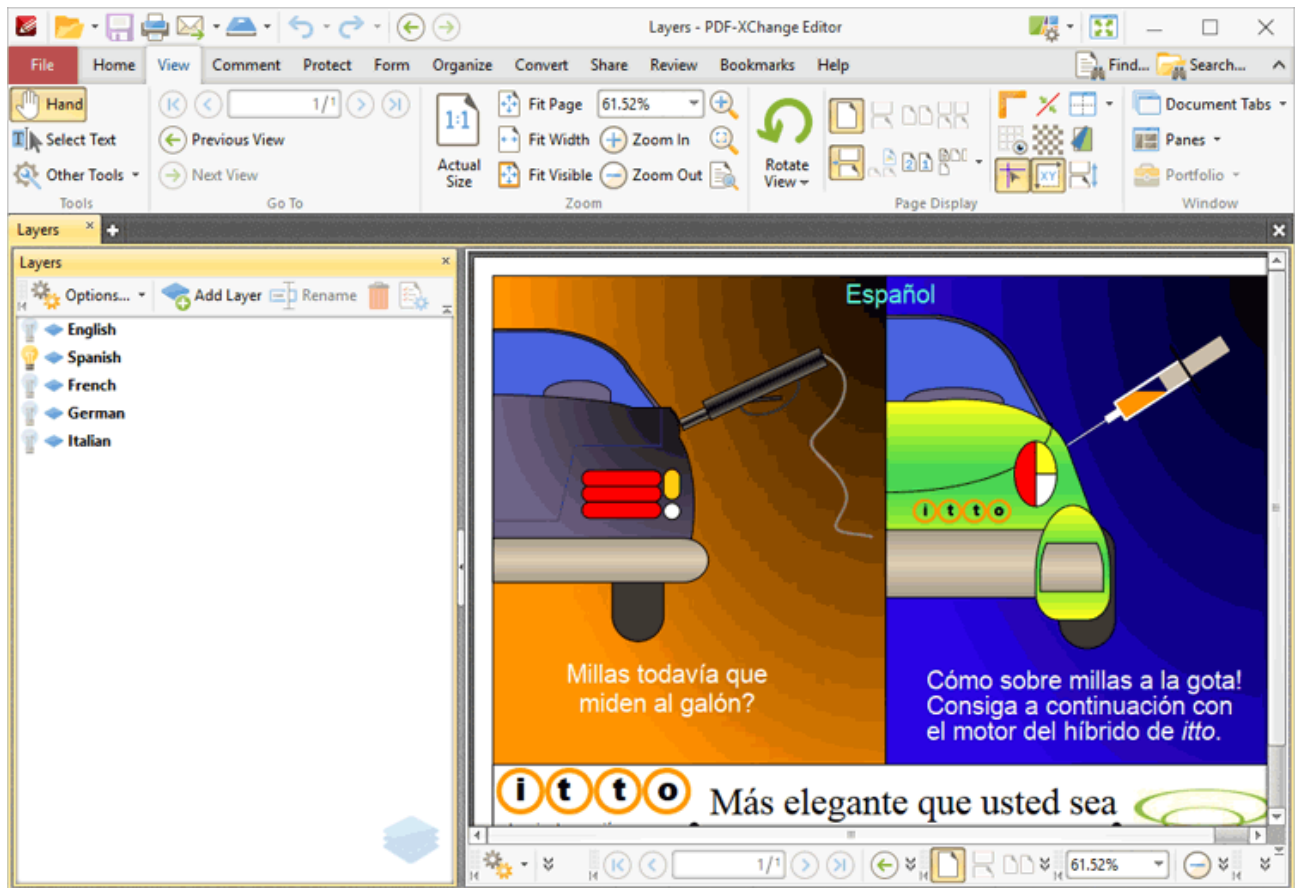 Layers - PDF-XChange Editor
File Home View Comment Protect Form Organize Convert Share Review Bookmarks Help Find... Search...
Hand
Select Text
Other Tools
Tools
1/1
Previous View
Next View
Go To
1:1
Actual Size
Fit Page 61.52%
Fit Width Zoom In
Fit Visible Zoom Out
Zoom
Rotate View
Page Display
XY
Document Tabs
Panes
Portfolio
Window
Layers
Layers
Options... Add Layer Rename
English
Spanish
French
German
Italian
Español
itto
Millas todavía que
miden al galón?
Cómo sobre millas a la gota!
Consiga a continuación con
el motor del híbrido de itto.
itto Más elegante que usted sea
1/1 61.52%